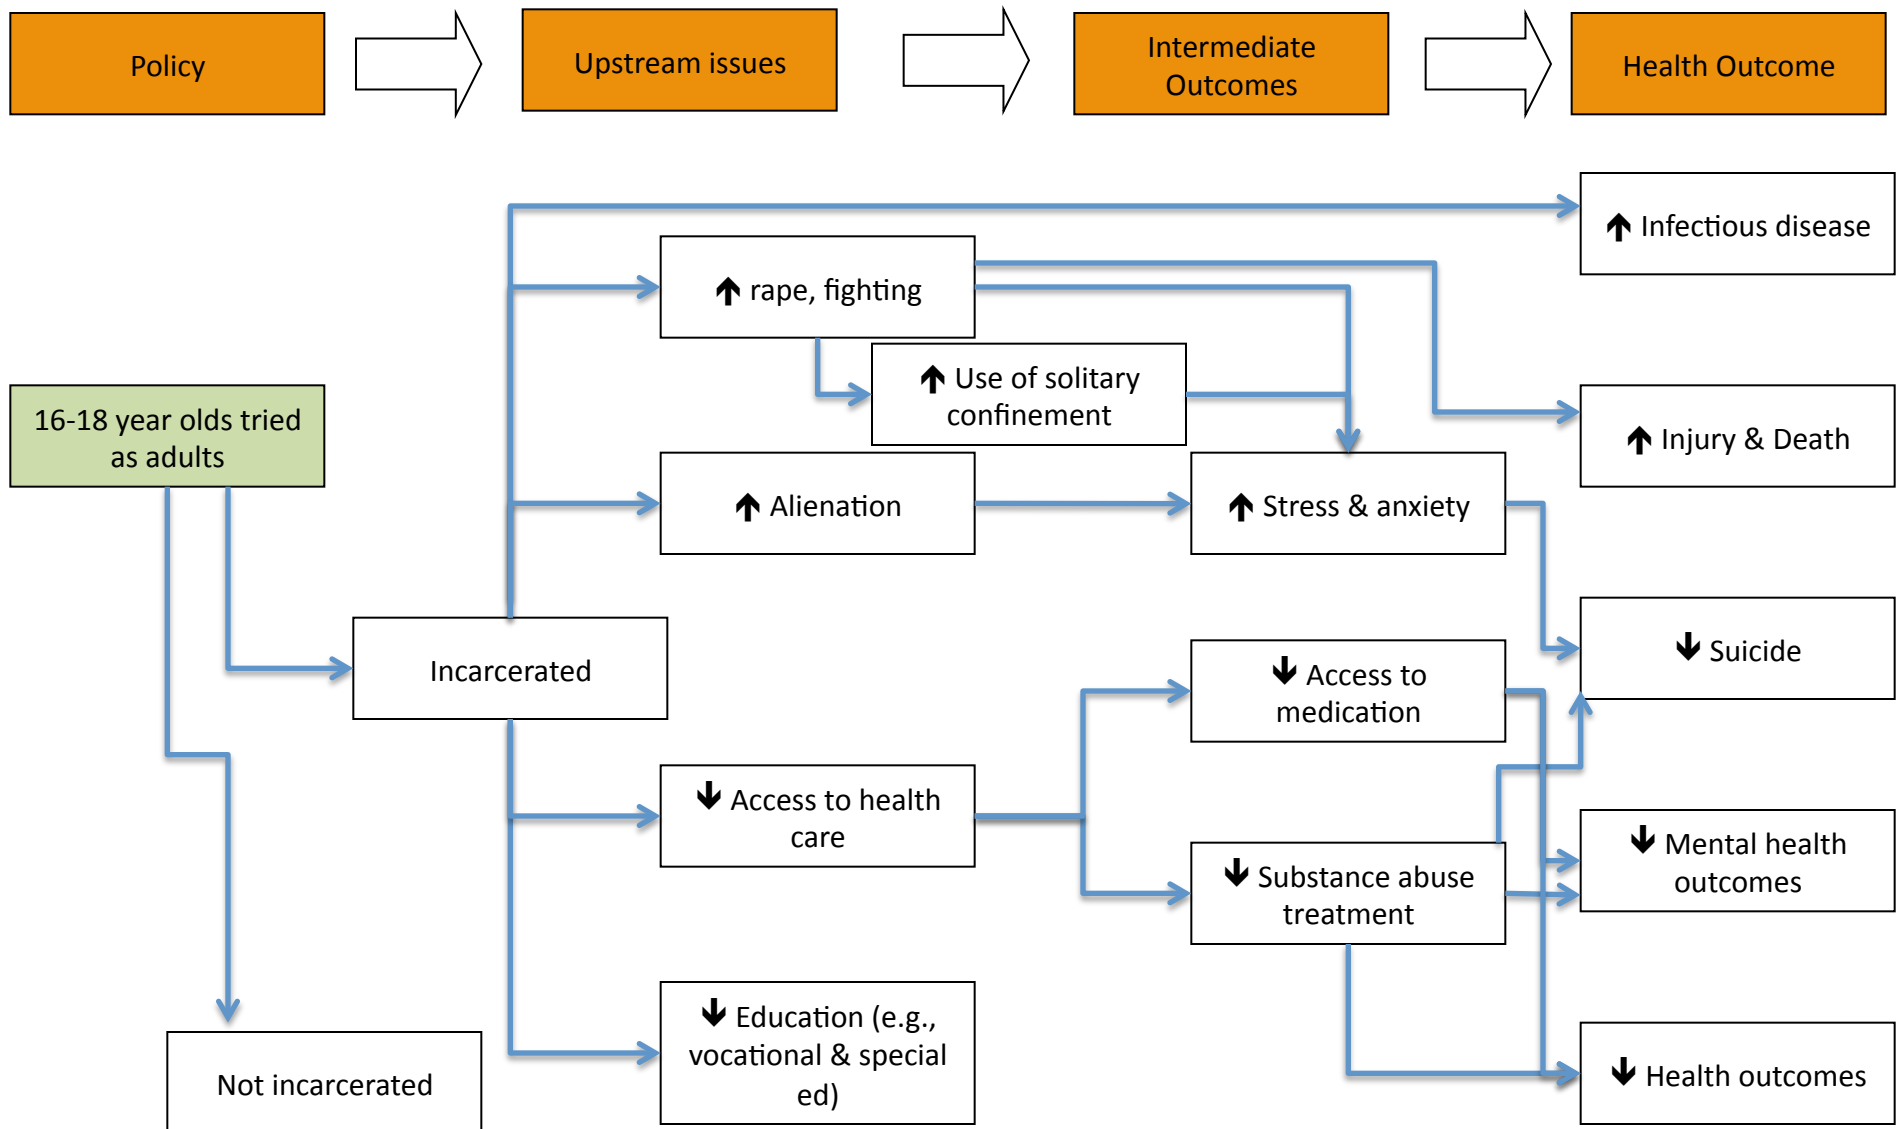 Policy
Upstream issues
Intermediate
Outcomes
Health Outcome
🡹 Infectious disease
🡹 rape, fighting
🡹 Use of solitary
confinement
16-18 year olds tried
as adults
🡹 Injury & Death
🡹 Alienation
🡹 Stress & anxiety
Incarcerated
🡻 Access to
medication
🡻 Suicide
🡻 Access to health
care
🡻 Substance abuse
treatment
🡻 Mental health
outcomes
🡻 Education (e.g.,
vocational & special
ed)
Not incarcerated
🡻 Health outcomes